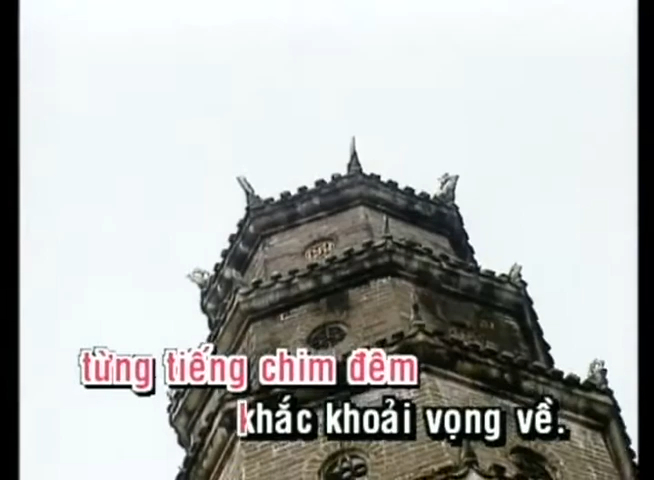 từng tiếng chim đêm
khắc khoải vọng về.